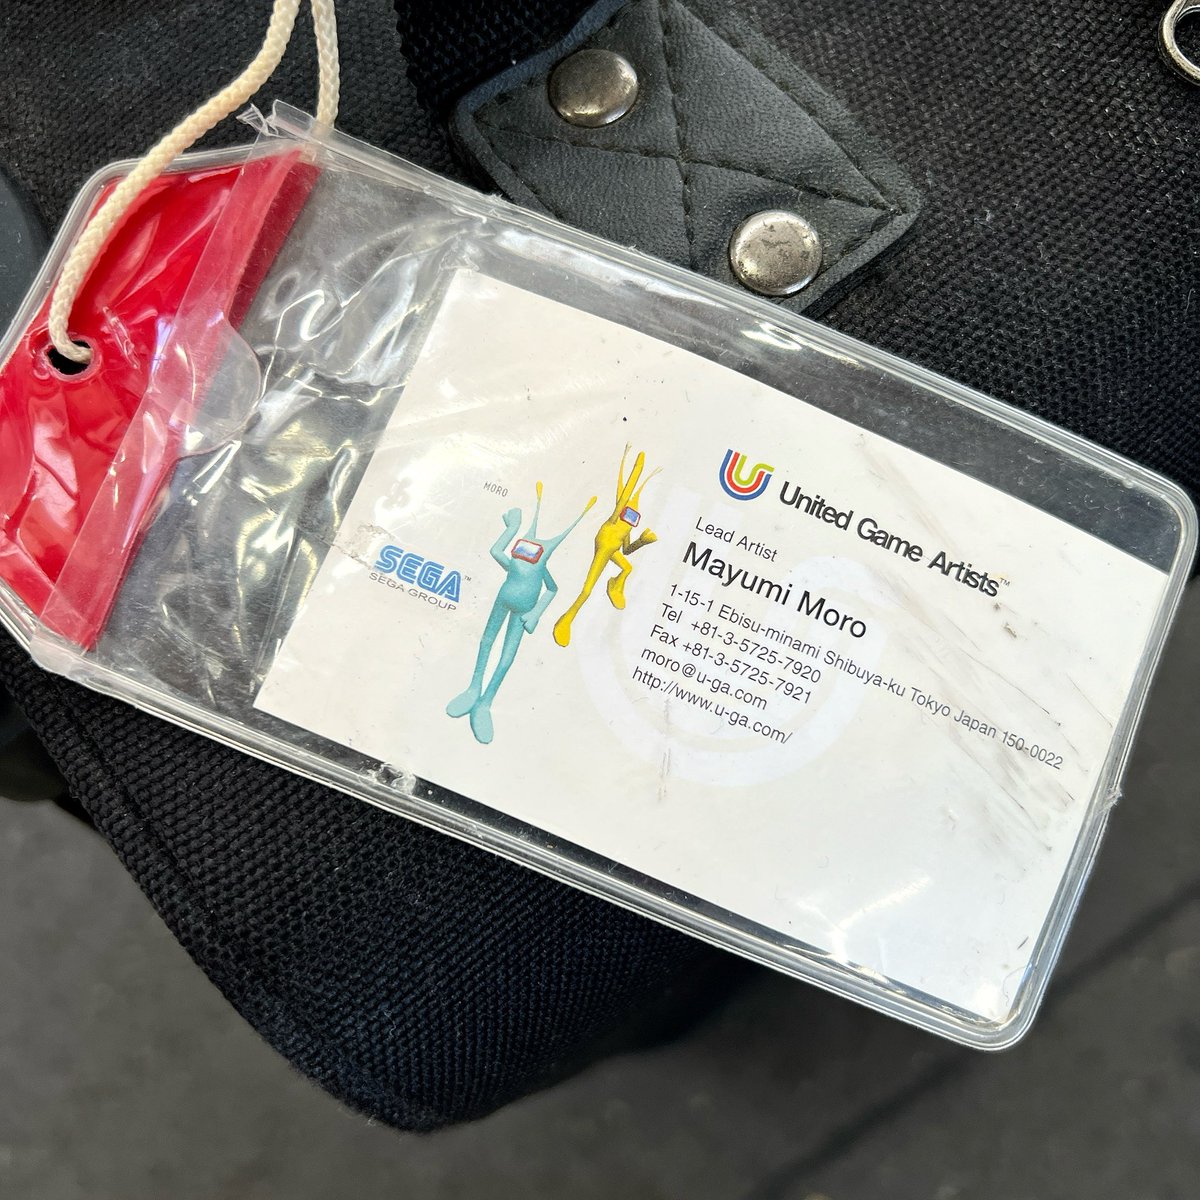 MORO
SEGA™
SEGA GROUP
United Game Artists™
Lead Artist
Mayumi Moro
1-15-1 Ebisu-minami Shibuya-ku Tokyo Japan 150-0022
Tel +81-3-5725-7920
Fax +81-3-5725-7921
moro@u-ga.com
http://www.u-ga.com/